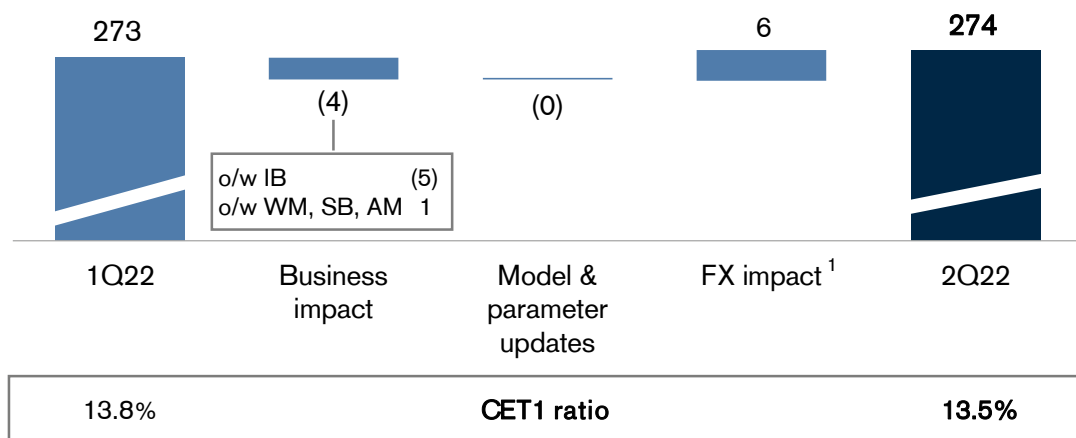 273
(4)
(0)
6
274
o/w IB (5)
o/w WM, SB, AM 1
1Q22
Business
impact
Model &
parameter
updates
FX impact 1
2Q22
13.8% CET1 ratio 13.5%